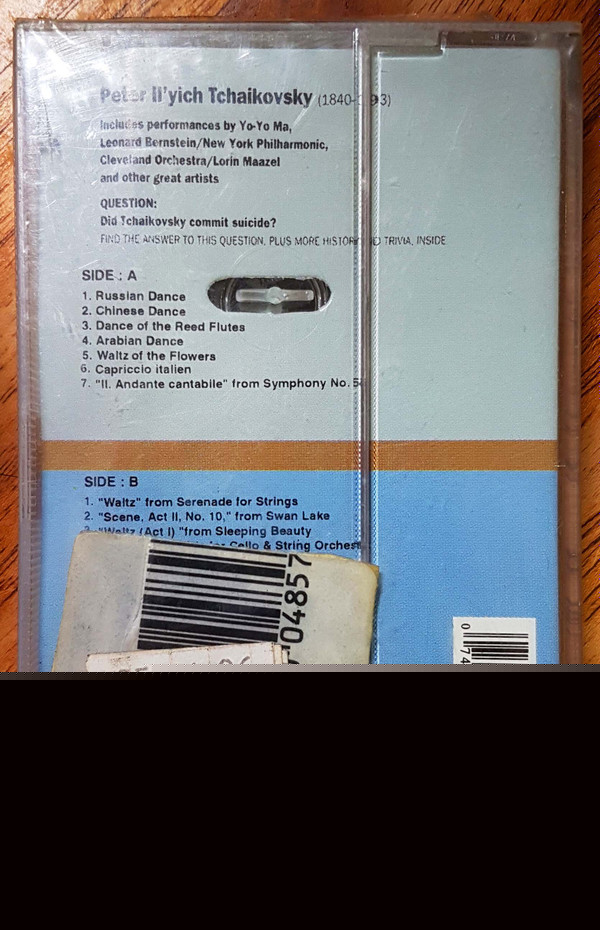 Peter Il'yich Tchaikovsky (1840-1893)
Includes performances by Yo-Yo Ma,
Leonard Bernstein/New York Philharmonic,
Cleveland Orchestra/Lorin Maazel
and other great artists
QUESTION:
Did Tchaikovsky commit suicide?
FIND THE ANSWER TO THIS QUESTION, PLUS MORE HISTORY AND TRIVIA, INSIDE
SIDE : A
1. Russian Dance
2. Chinese Dance
3. Dance of the Reed Flutes
4. Arabian Dance
5. Waltz of the Flowers
6. Capriccio italien
7. "II. Andante cantabile" from Symphony No. 5
SIDE : B
1. "Waltz" from Serenade for Strings
2. "Scene, Act II, No. 10," from Swan Lake
3. "Waltz (Act I) "from Sleeping Beauty
for Cello & String Orchest
04857
0 74